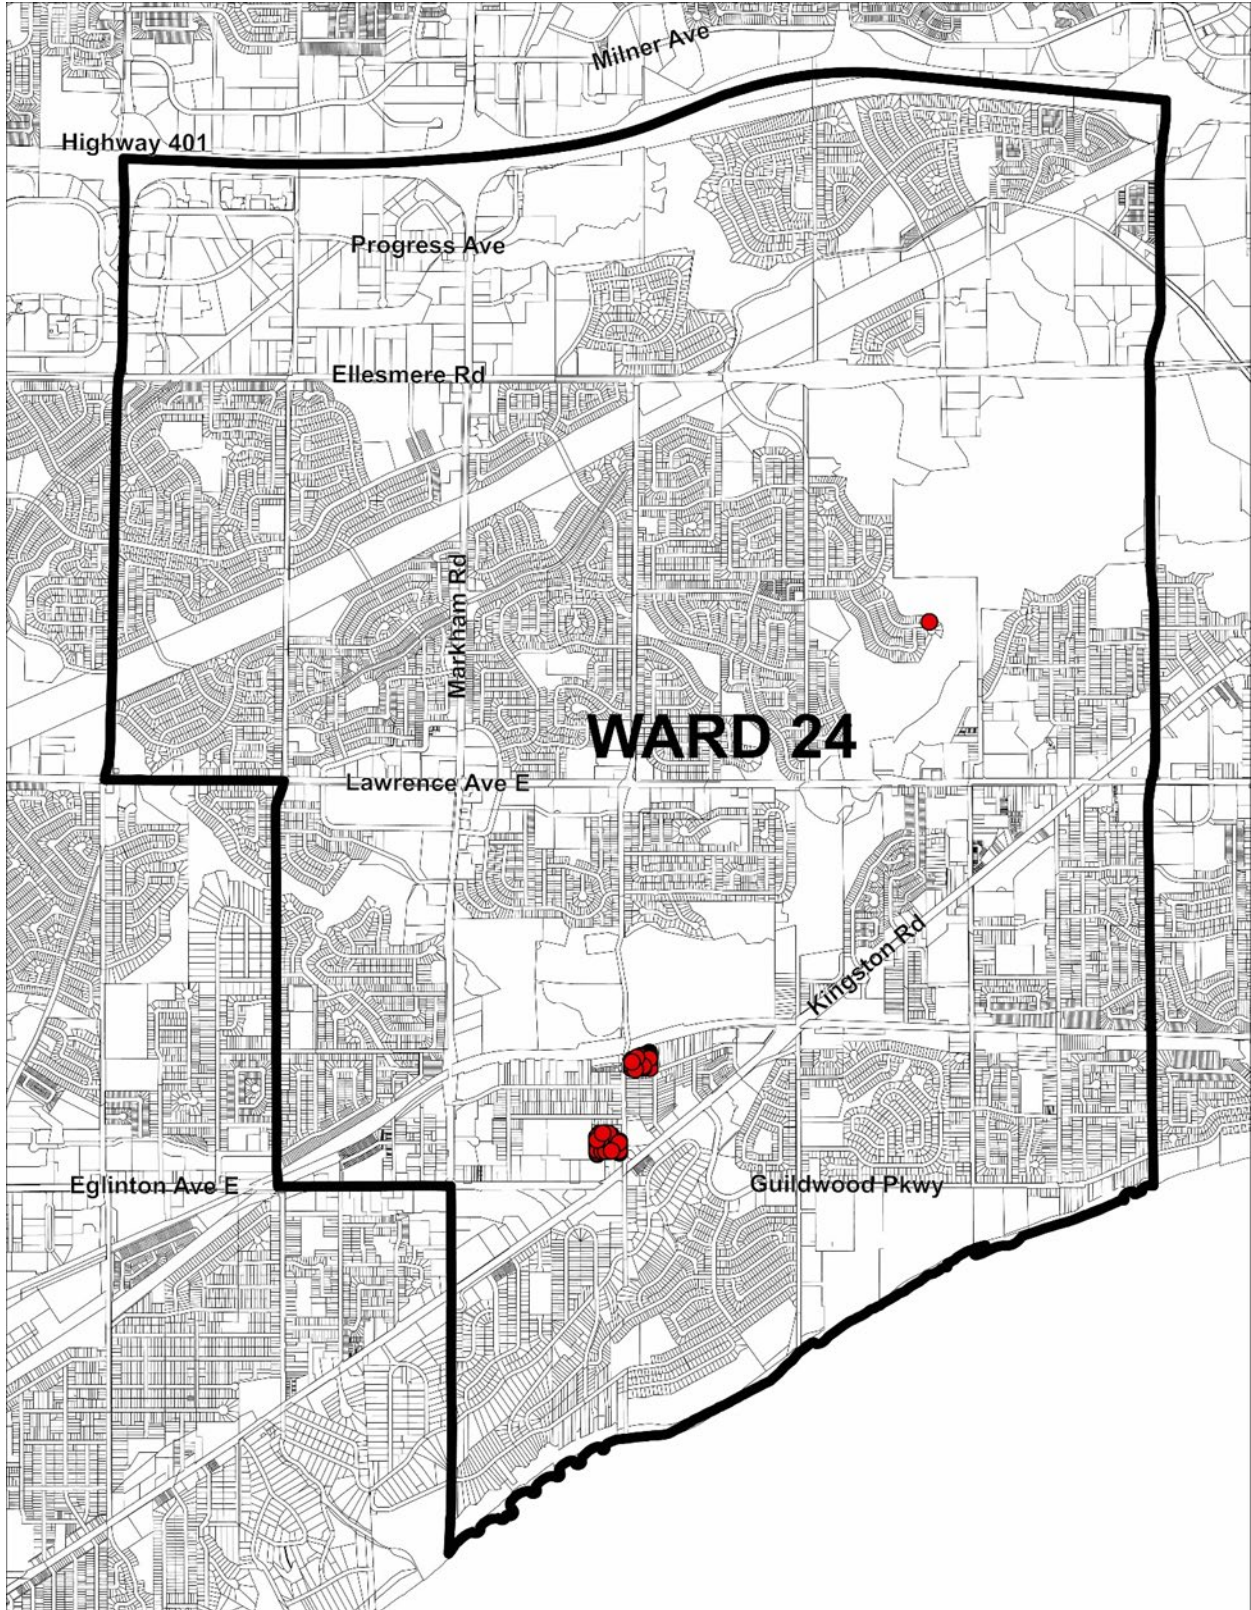 Milner Ave
Highway 401
Progress Ave
Ellesmere Rd
Markham Rd
WARD 24
Lawrence Ave E
Kingston Rd
Eglinton Ave E
Guildwood Pkwy